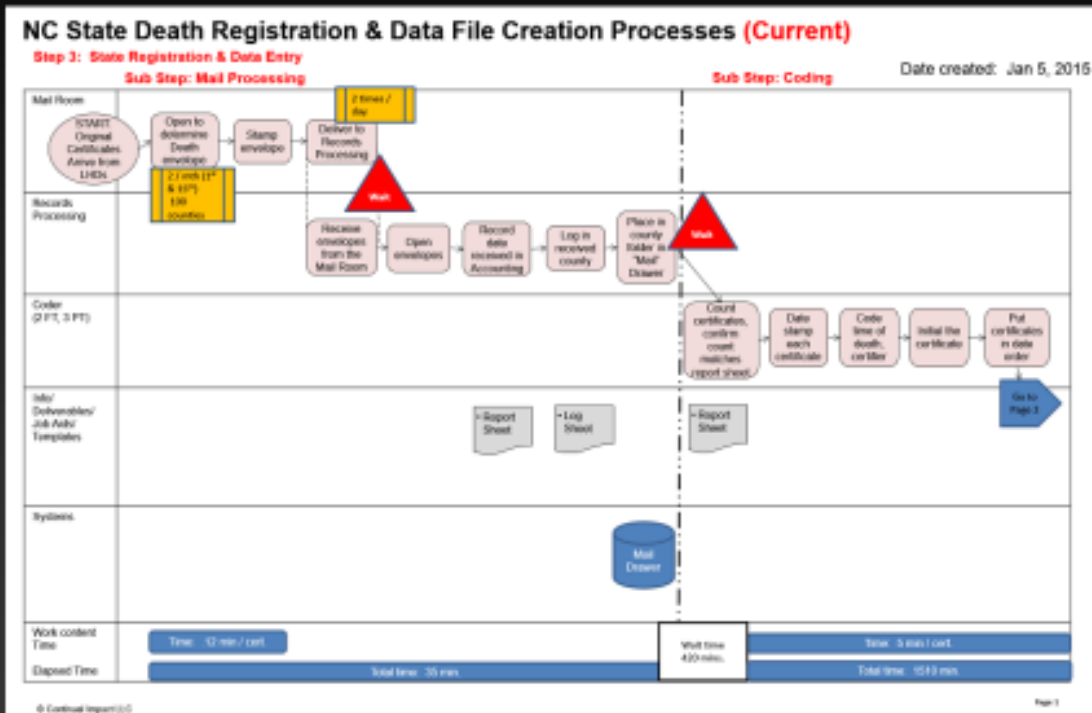 NC State Death Registration & Data File Creation Processes (Current)
Step 3: State Registration & Data Entry
Date created: Jan 5, 2015
Sub Step: Mail Processing
Sub Step: Coding
Mail Room
START
Original
Certificates
Arrive from
LHDs
Open to
determine
Death
envelope
2 / mth (1st
100
counties
Stamp
envelope
Deliver to
Records
Processing
2 times /
day
Wait
Records
Processing
Receive
envelopes
from the
Mail Room
Open
envelopes
Record
date
received in
Accounting
Log in
received
county
Place in
county
folder in
"Mail"
Drawer
Wait
Coder
(2 FT, 3 PT)
Count
certificates,
confirm
count
matches
report sheet
Date
stamp
each
certificate
Code
time of
death,
certifier
Initial the
certificate
Put
certificates
in date
order
Go to
Page 2
Info/
Deliverables/
Job Aids/
Templates
- Report
Sheet
- Log
Sheet
- Report
Sheet
Systems
Mail
Drawer
Work content
Time
Time: 12 min / cert
Wait time
420 mins.
Time: 5 min / cert
Elapsed Time
Total time: 35 min
Total time: 1510 min
© Continual Impact LLC